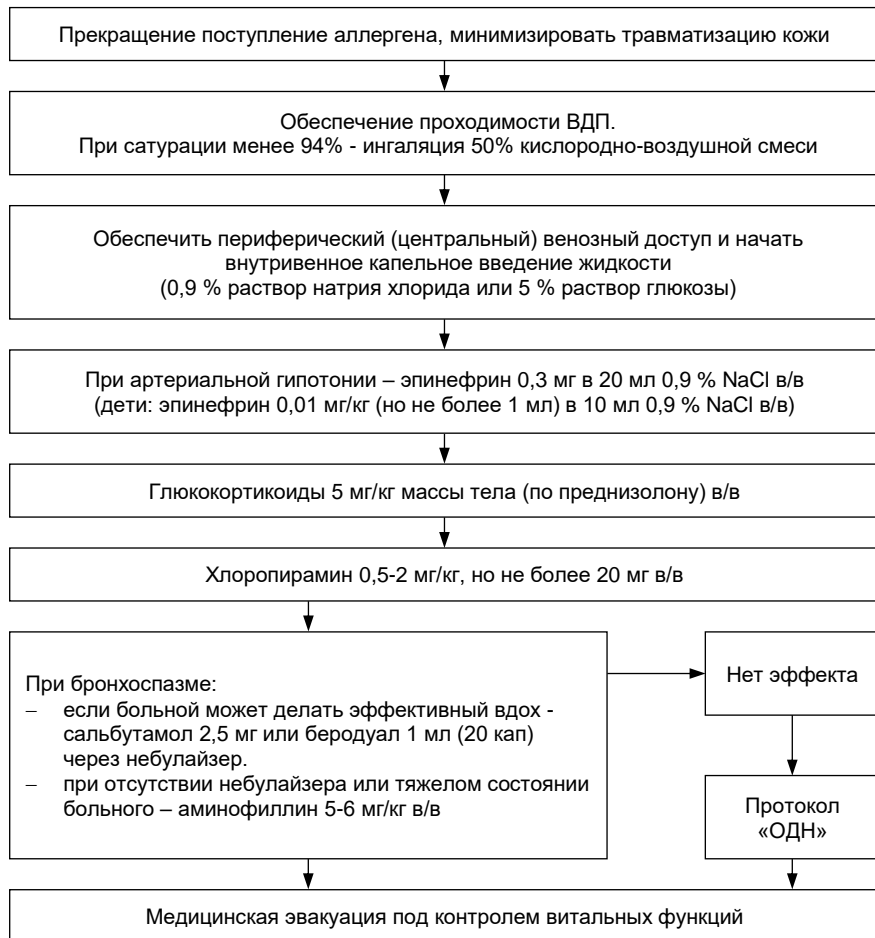 Прекращение поступление аллергена, минимизировать травматизацию кожи
Обеспечение проходимости ВДП.
При сатурации менее 94% - ингаляция 50% кислородно-воздушной смеси
Обеспечить периферический (центральный) венозный доступ и начать
внутривенное капельное введение жидкости
(0,9 % раствор натрия хлорида или 5 % раствор глюкозы)
При артериальной гипотонии – эпинефрин 0,3 мг в 20 мл 0,9 % NaCl в/в
(дети: эпинефрин 0,01 мг/кг (но не более 1 мл) в 10 мл 0,9 % NaCl в/в)
Глюкокортикоиды 5 мг/кг массы тела (по преднизолону) в/в
Хлоропирамин 0,5-2 мг/кг, но не более 20 мг в/в
При бронхоспазме:
– если больной может делать эффективный вдох -
сальбутамол 2,5 мг или беродуал 1 мл (20 кап)
через небулайзер.
– при отсутствии небулайзера или тяжелом состоянии
больного – аминофиллин 5-6 мг/кг в/в
Нет эффекта
Протокол
«ОДН»
Медицинская эвакуация под контролем витальных функций